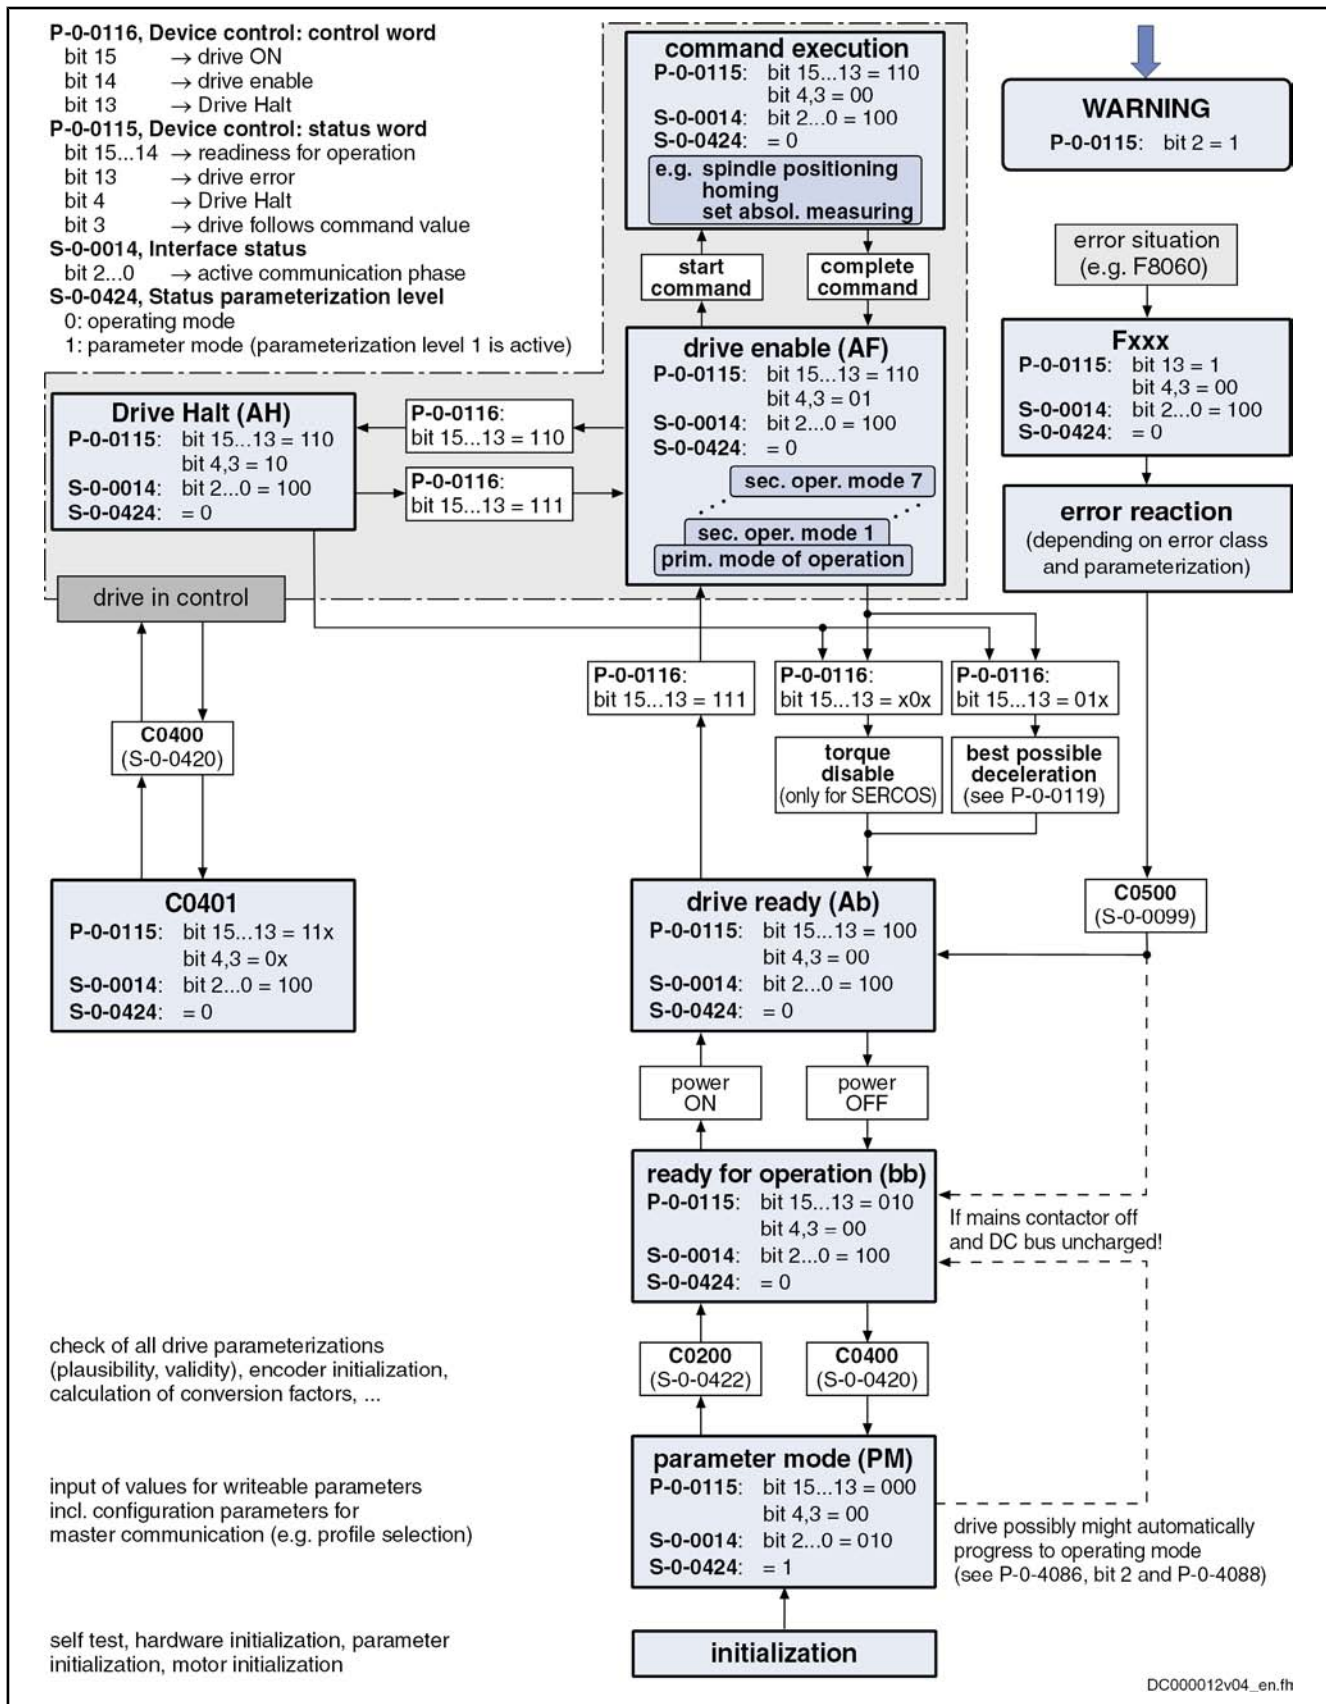 P-0-0116, Device control: control word
bit 15 → drive ON
bit 14 → drive enable
bit 13 → Drive Halt
P-0-0115, Device control: status word
bit 15...14 → readiness for operation
bit 13 → drive error
bit 4 → Drive Halt
bit 3 → drive follows command value
S-0-0014, Interface status
bit 2...0 → active communication phase
S-0-0424, Status parameterization level
0: operating mode
1: parameter mode (parameterization level 1 is active)
command execution
P-0-0115: bit 15...13 = 110
bit 4,3 = 00
S-0-0014: bit 2...0 = 100
S-0-0424: = 0
e.g. spindle positioning
homing
set absol. measuring
WARNING
P-0-0115: bit 2 = 1
start
command
complete
command
error situation
(e.g. F8060)
drive enable (AF)
P-0-0115: bit 15...13 = 110
bit 4,3 = 01
S-0-0014: bit 2...0 = 100
S-0-0424: = 0
sec. oper. mode 7
sec. oper. mode 1
prim. mode of operation
Fxxx
P-0-0115: bit 13 = 1
bit 4,3 = 00
S-0-0014: bit 2...0 = 100
S-0-0424: = 0
Drive Halt (AH)
P-0-0115: bit 15...13 = 110
bit 4,3 = 10
S-0-0014: bit 2...0 = 100
S-0-0424: = 0
P-0-0116:
bit 15...13 = 110
P-0-0116:
bit 15...13 = 111
error reaction
(depending on error class
and parameterization)
drive in control
P-0-0116:
bit 15...13 = 111
P-0-0116:
bit 15...13 = x0x
P-0-0116:
bit 15...13 = 01x
C0400
(S-0-0420)
torque
disable
(only for SERCOS)
best possible
deceleration
(see P-0-0119)
C0401
P-0-0115: bit 15...13 = 11x
bit 4,3 = 0x
S-0-0014: bit 2...0 = 100
S-0-0424: = 0
drive ready (Ab)
P-0-0115: bit 15...13 = 100
bit 4,3 = 00
S-0-0014: bit 2...0 = 100
S-0-0424: = 0
C0500
(S-0-0099)
power
ON
power
OFF
ready for operation (bb)
P-0-0115: bit 15...13 = 010
bit 4,3 = 00
S-0-0014: bit 2...0 = 100
S-0-0424: = 0
If mains contactor off
and DC bus uncharged!
check of all drive parameterizations
(plausibility, validity), encoder initialization,
calculation of conversion factors, ...
C0200
(S-0-0422)
C0400
(S-0-0420)
parameter mode (PM)
P-0-0115: bit 15...13 = 000
bit 4,3 = 00
S-0-0014: bit 2...0 = 010
S-0-0424: = 1
input of values for writeable parameters
incl. configuration parameters for
master communication (e.g. profile selection)
drive possibly might automatically
progress to operating mode
(see P-0-4086, bit 2 and P-0-4088)
self test, hardware initialization, parameter
initialization, motor initialization
initialization
DC000012v04_en.fh